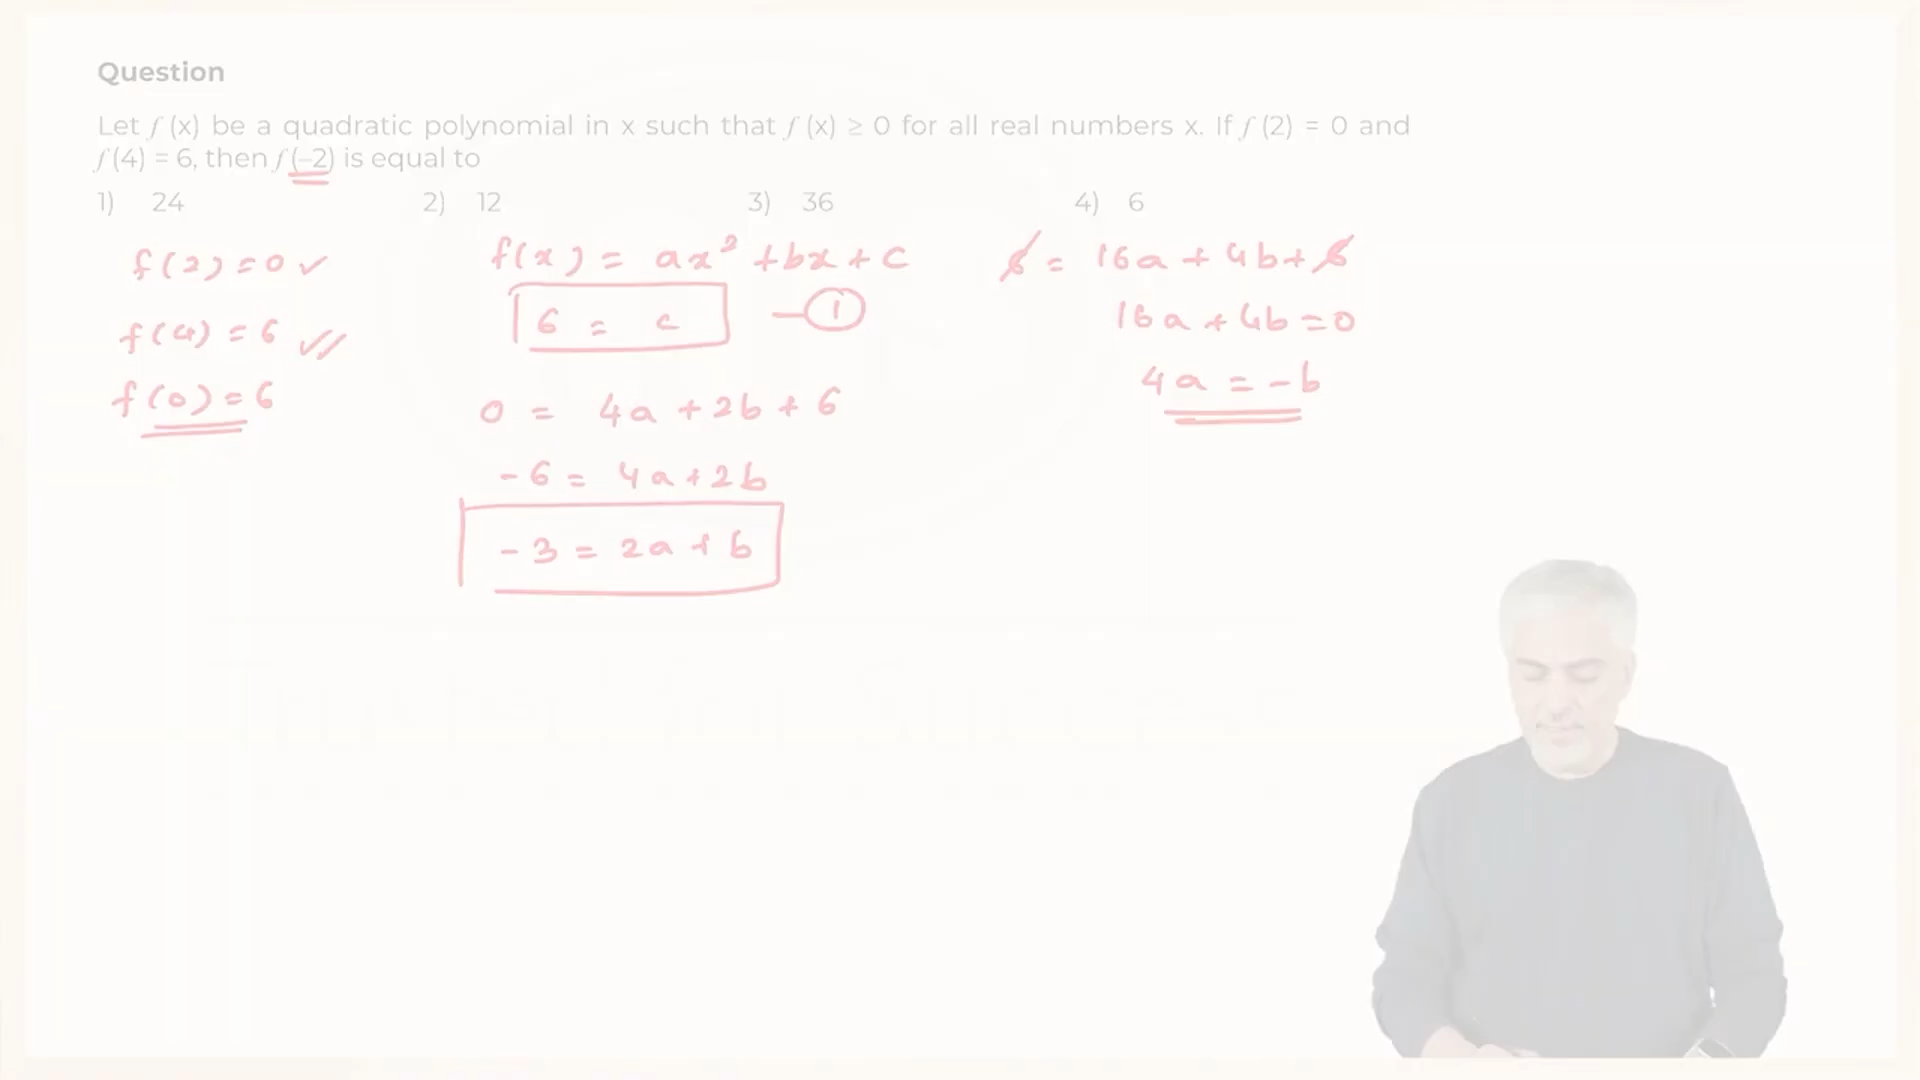 Question
Let f (x) be a quadratic polynomial in x such that f (x) ≥ 0 for all real numbers x. If f (2) = 0 and
f (4) = 6, then f (–2) is equal to
1) 24 2) 12 3) 36 4) 6
f(2)=0 ✓
f(4)=6 ✓✓
f(0)=6
f(x) = ax² + bx + c
6 = c — ①
0 = 4a + 2b + 6
-6 = 4a+2b
-3 = 2a + b
6 = 16a + 4b + 6
16a + 4b = 0
4a = -b